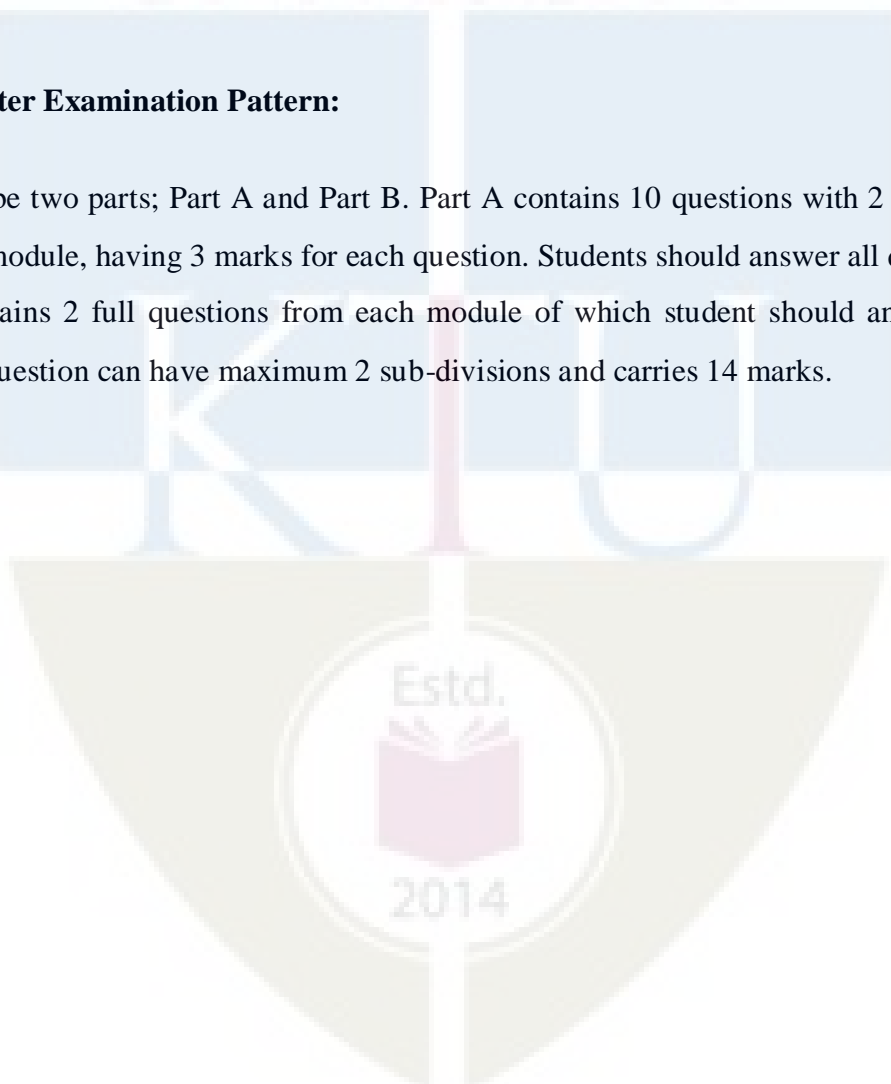 ter Examination Pattern:
be two parts; Part A and Part B. Part A contains 10 questions with 2
module, having 3 marks for each question. Students should answer all
ains 2 full questions from each module of which student should an
uestion can have maximum 2 sub-divisions and carries 14 marks.
KTU
Estd.
2014